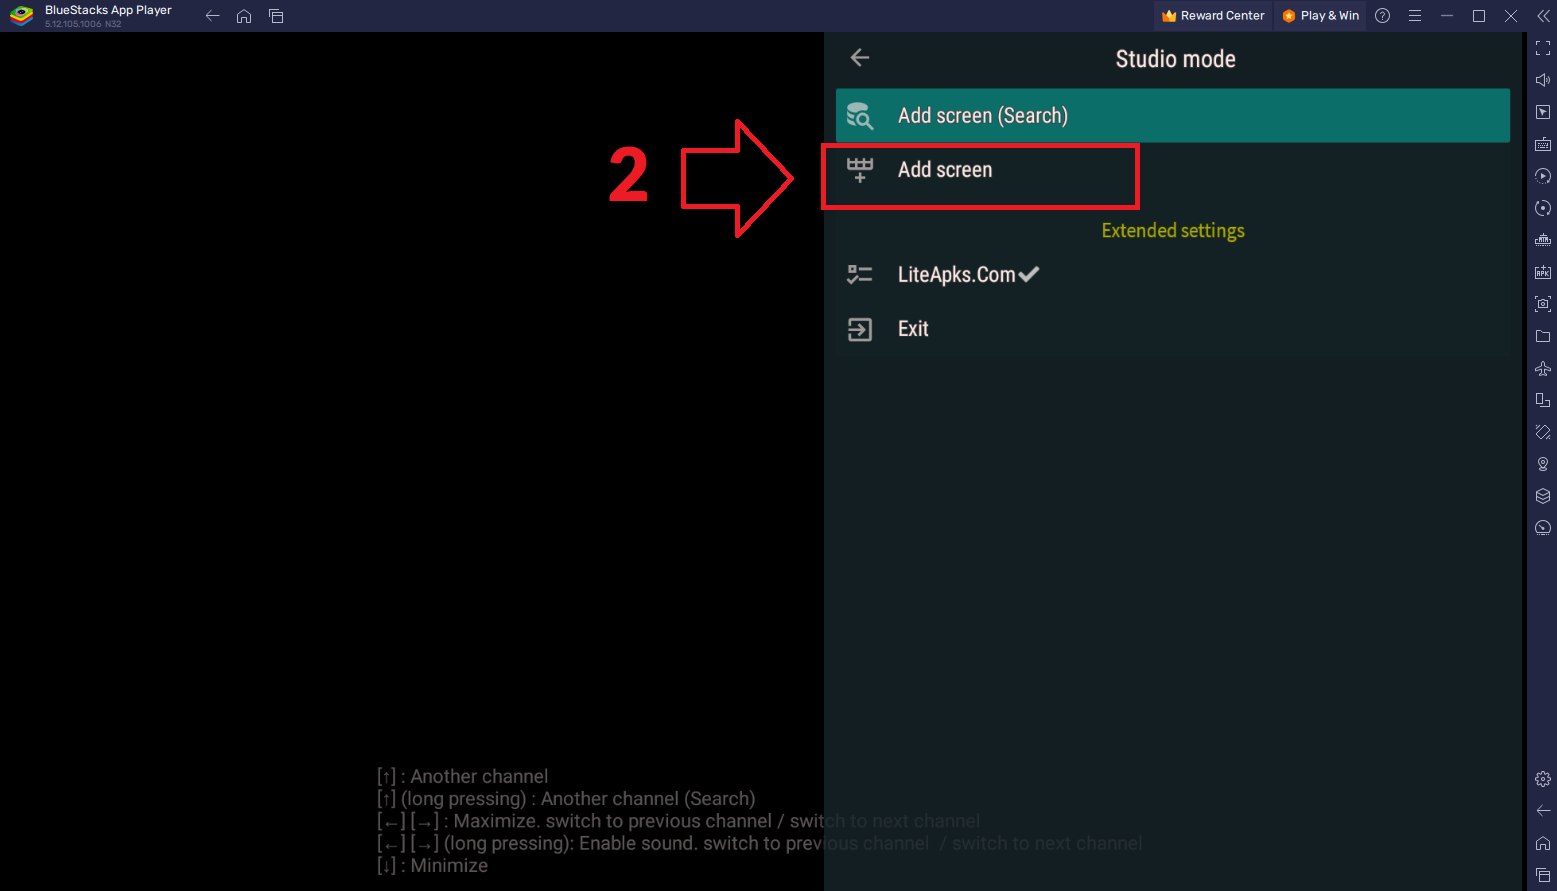 BlueStacks App Player
5.12.105.1006 N32
Reward Center
Play & Win
Studio mode
Add screen (Search)
2
Add screen
Extended settings
LiteApks.Com
Exit
[↑] : Another channel
[↑] (long pressing) : Another channel (Search)
[←] [→] : Maximize. switch to previous channel / switch to next channel
[←] [→] (long pressing): Enable sound. switch to previous channel / switch to next channel
[↓] : Minimize
APK